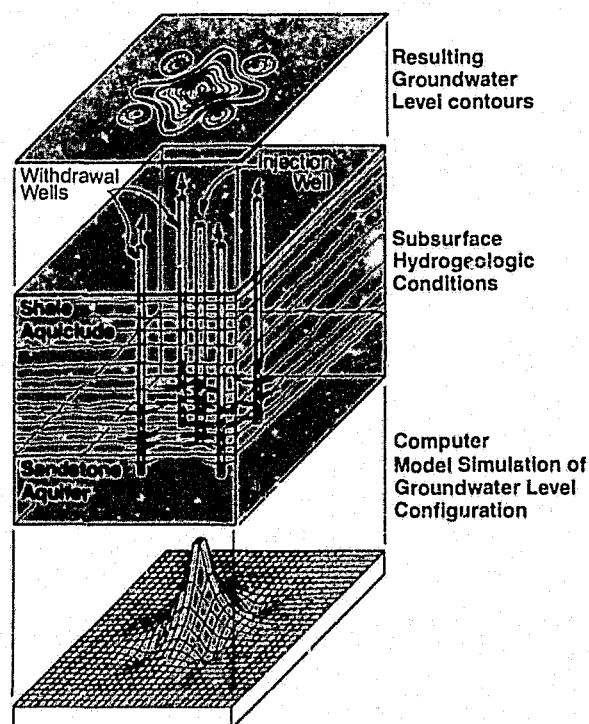 Resulting
Groundwater
Level contours
Withdrawal
Wells
Injection
Well
Subsurface
Hydrogeologic
Conditions
Shale
Aquiclude
Sandstone
Aquifer
Computer
Model Simulation of
Groundwater Level
Configuration